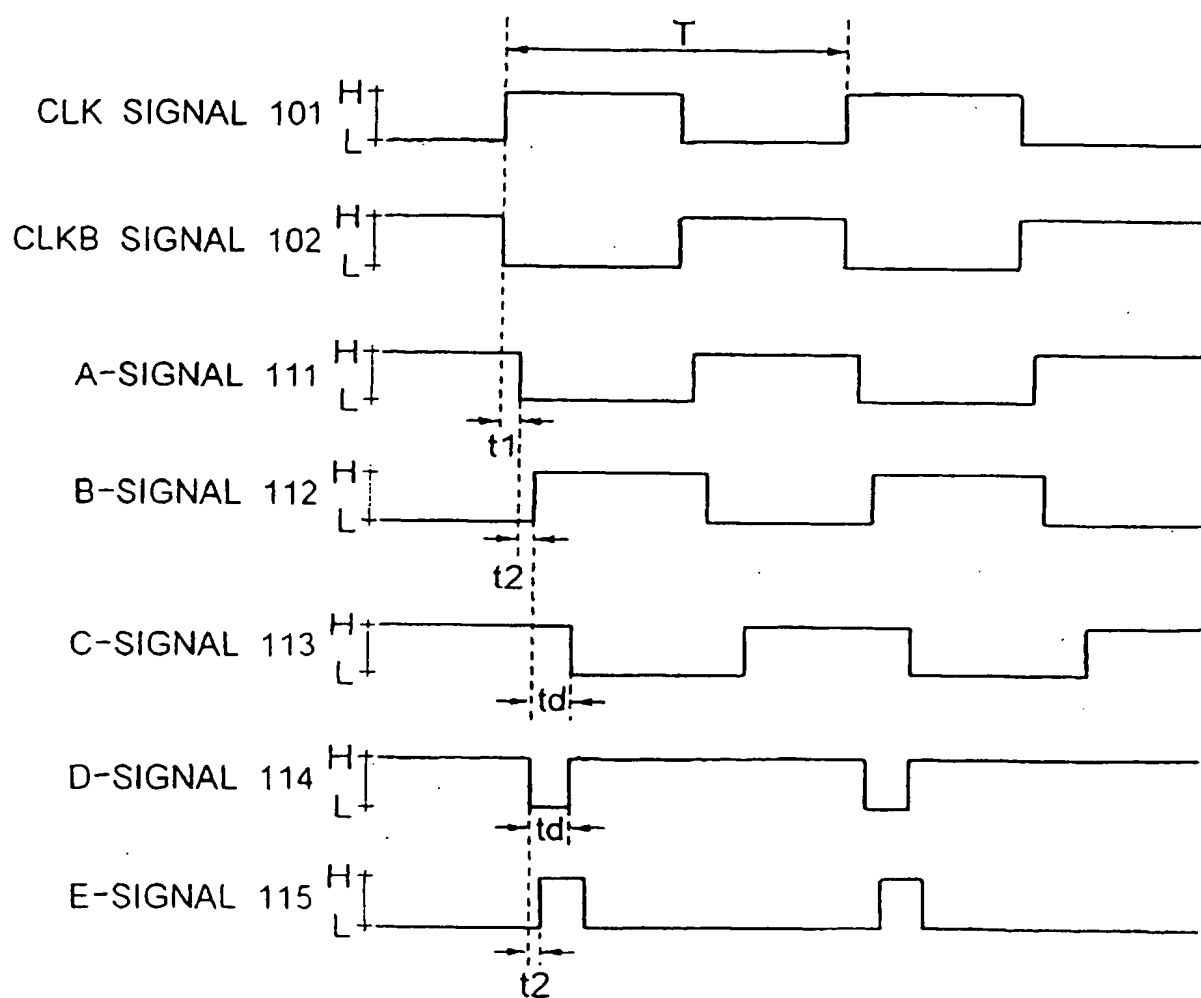 T
CLK SIGNAL 101 H
L
CLKB SIGNAL 102 H
L
A-SIGNAL 111 H
L
t1
B-SIGNAL 112 H
L
t2
C-SIGNAL 113 H
L
td
D-SIGNAL 114 H
L
td
E-SIGNAL 115 H
L
t2